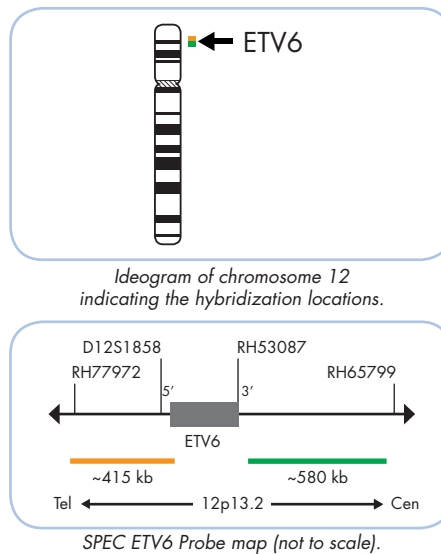 ETV6
Ideogram of chromosome 12
indicating the hybridization locations.
D12S1858 RH53087
RH77972 RH65799
5’ 3’
ETV6
~415 kb ~580 kb
Tel 12p13.2 Cen
SPEC ETV6 Probe map (not to scale).